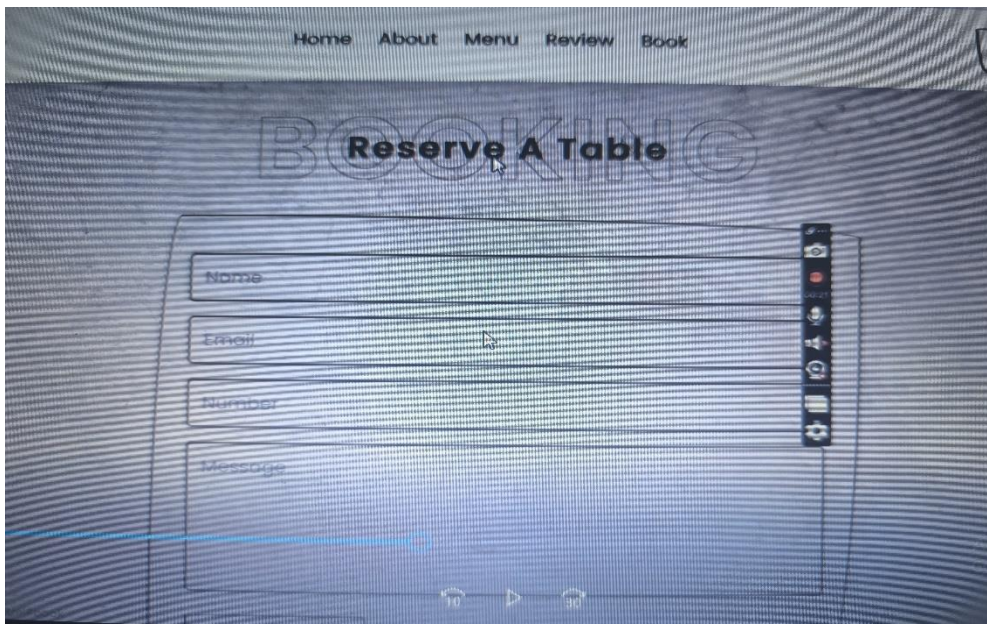 Home About Menu Review Book
BOOKING
Reserve A Table
Name
Email
Number
Message
10 30